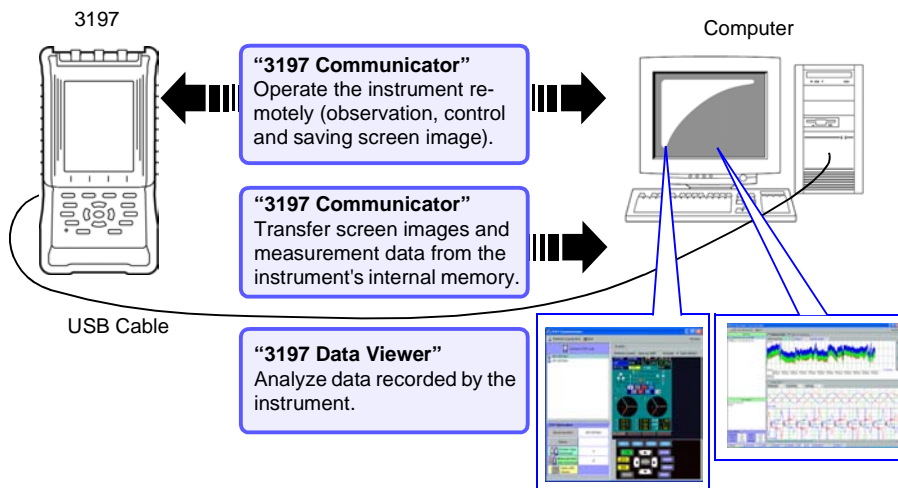 3197
Computer
“3197 Communicator”
Operate the instrument re-
motely (observation, control
and saving screen image).
“3197 Communicator”
Transfer screen images and
measurement data from the
instrument's internal memory.
USB Cable
“3197 Data Viewer”
Analyze data recorded by the
instrument.